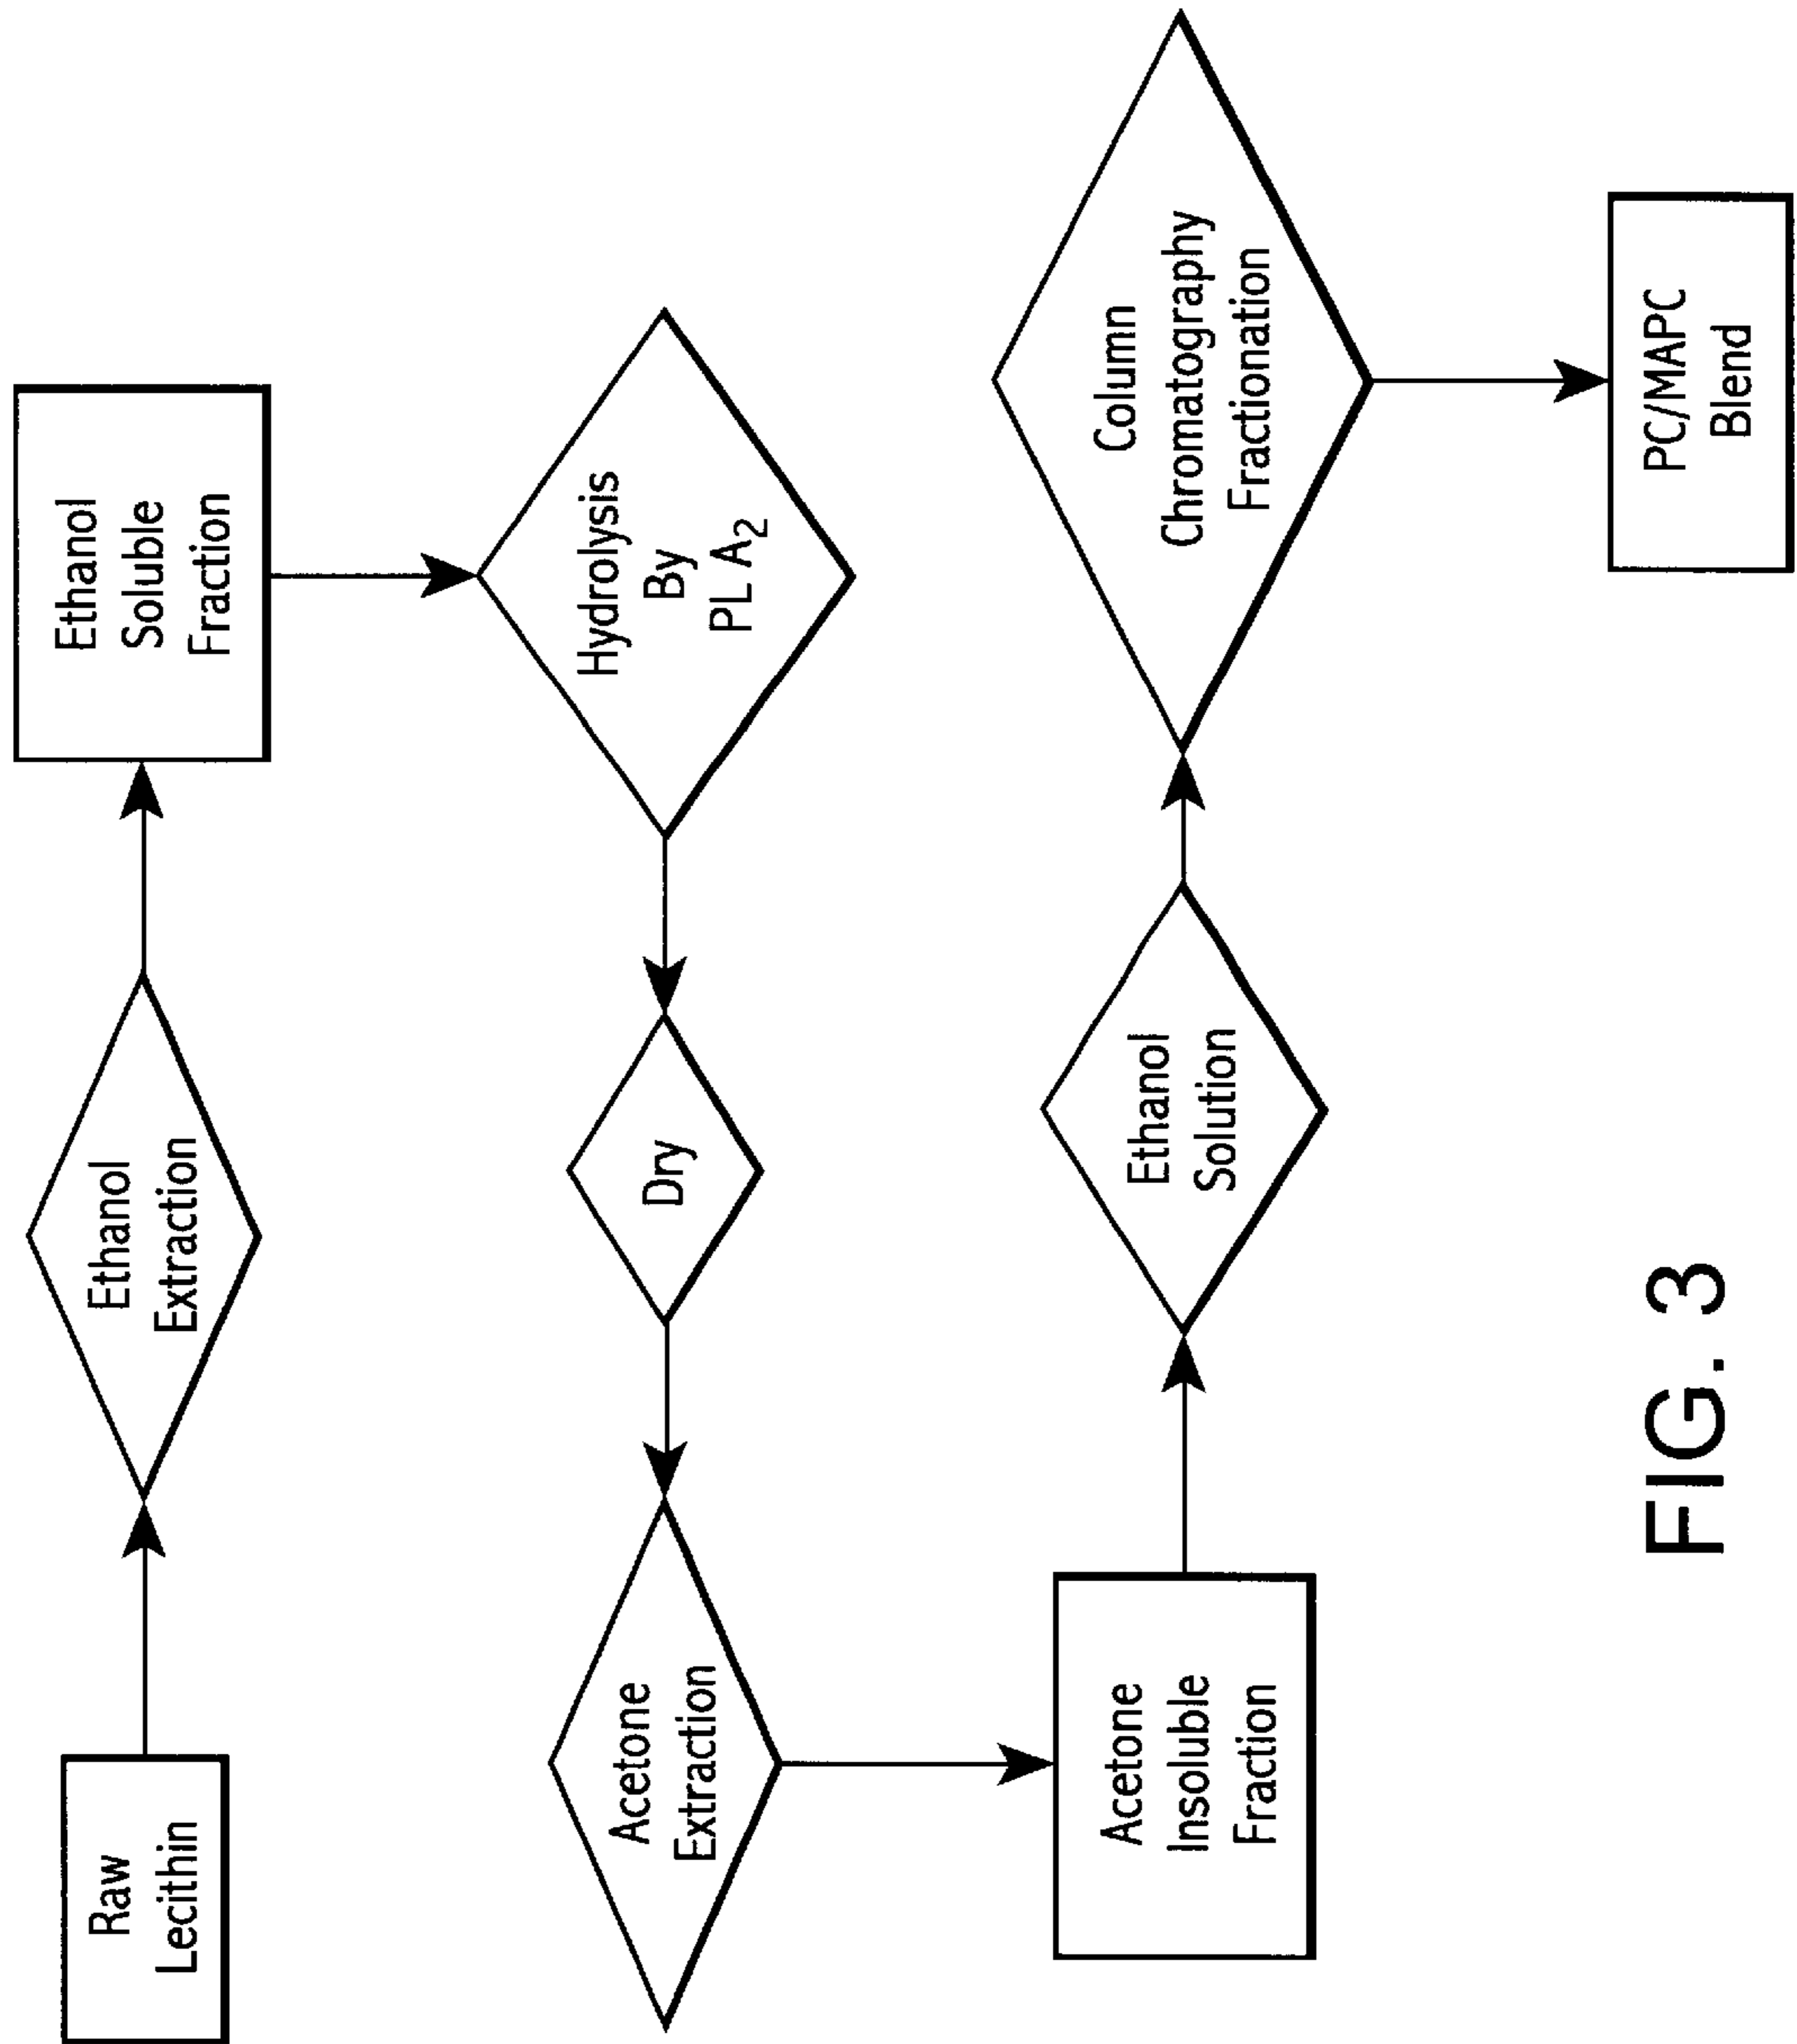 Raw
Lecithin
Ethanol
Extraction
Ethanol
Soluble
Fraction
Hydrolysis
By
PL A₂
Dry
Acetone
Extraction
Acetone
Insoluble
Fraction
Ethanol
Solution
Column
Chromatography
Fractionation
PC/MAPC
Blend
FIG. 3